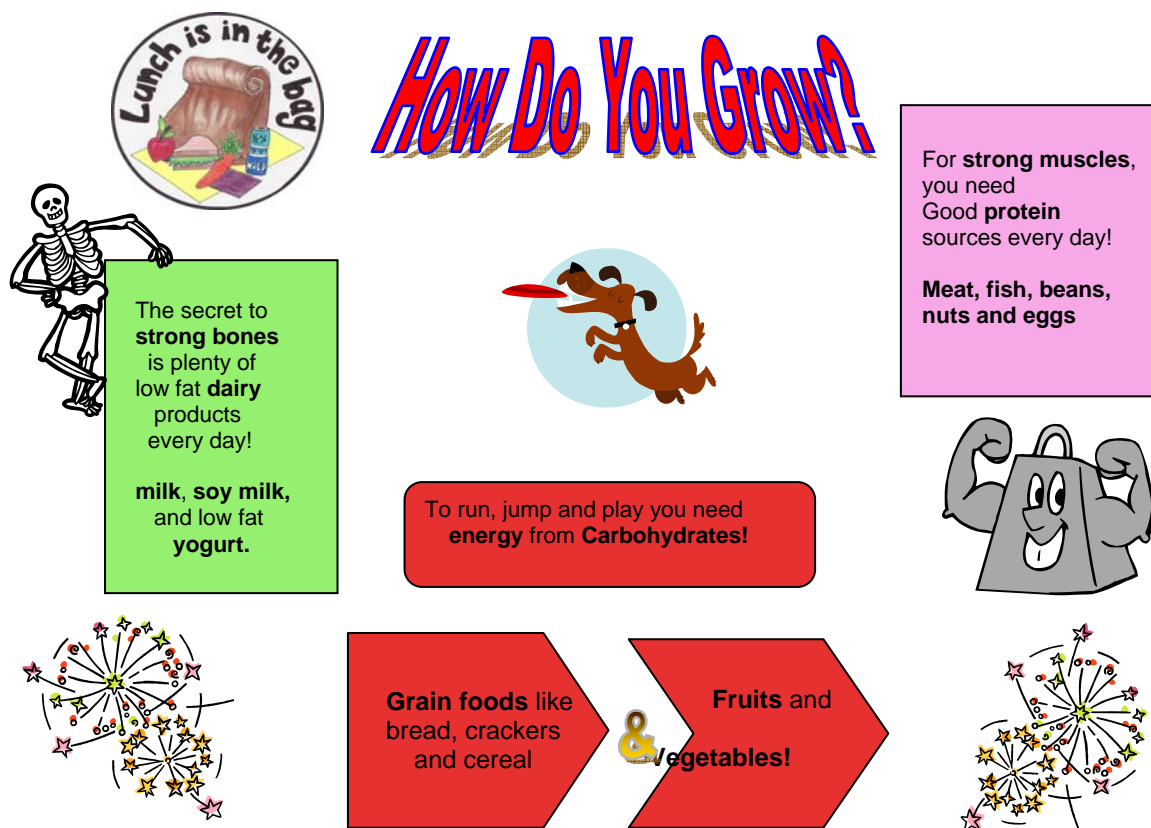 Lunch is in the bag
How Do You Grow?
The secret to
strong bones
is plenty of
low fat dairy
products
every day!
milk, soy milk,
and low fat
yogurt.
For strong muscles,
you need
Good protein
sources every day!
Meat, fish, beans,
nuts and eggs
To run, jump and play you need
energy from Carbohydrates!
Grain foods like
bread, crackers
and cereal
&
Fruits and
Vegetables!